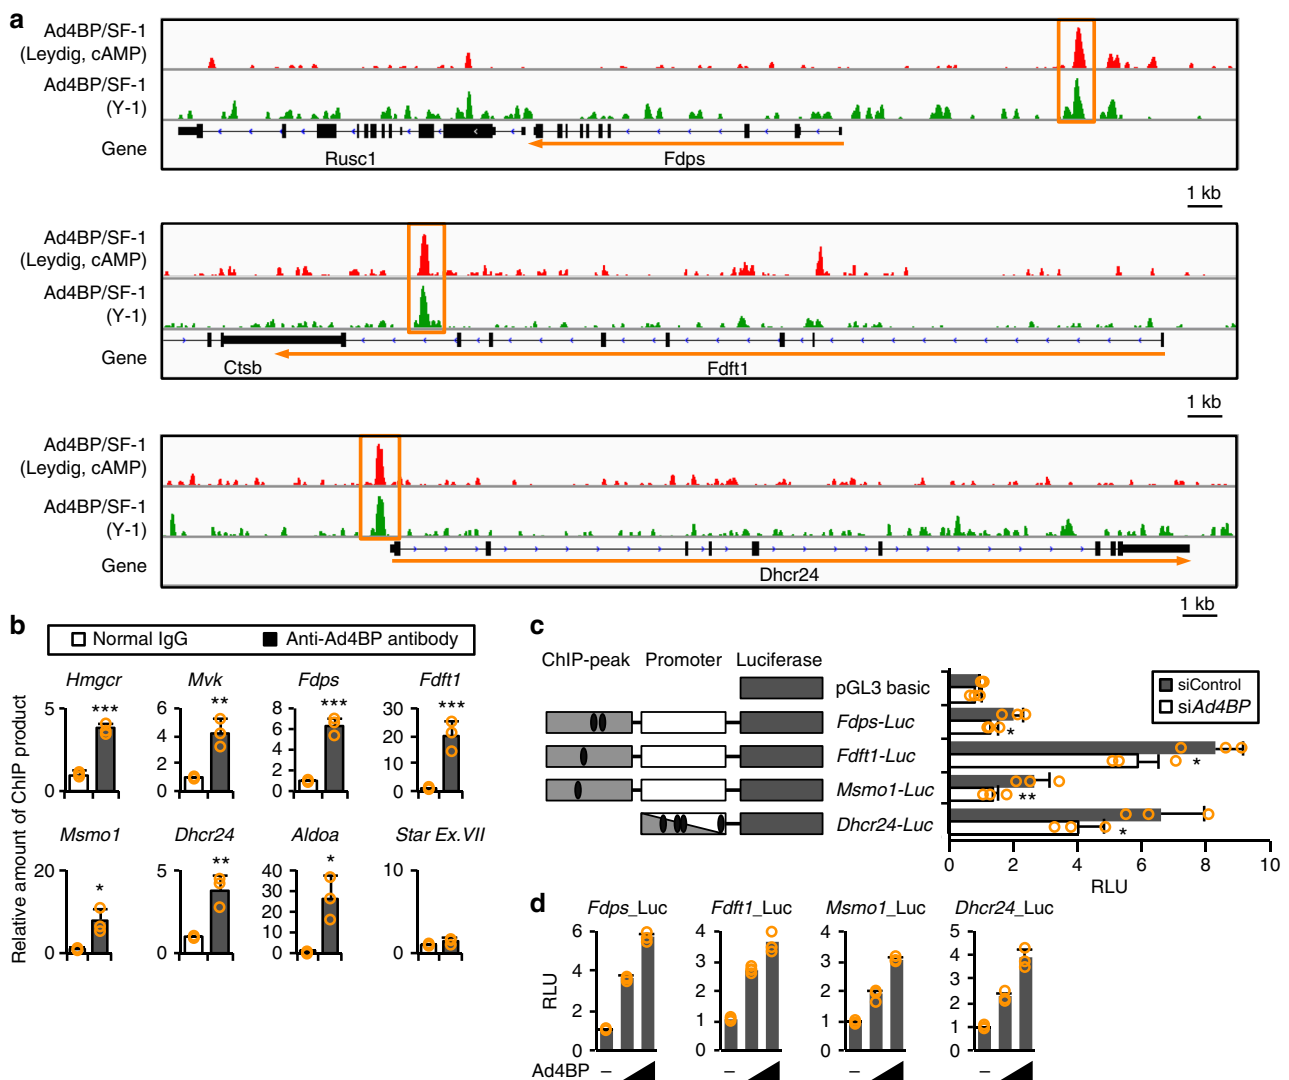 a
Ad4BP/SF-1
(Leydig, cAMP)
Ad4BP/SF-1
(Y-1)
Gene
Rusc1
Fdps
1 kb
Ad4BP/SF-1
(Leydig, cAMP)
Ad4BP/SF-1
(Y-1)
Gene
Ctsb
Fdft1
1 kb
Ad4BP/SF-1
(Leydig, cAMP)
Ad4BP/SF-1
(Y-1)
Gene
Dhcr24
1 kb
b
Normal IgG
Anti-Ad4BP antibody
Relative amount of ChIP product
Hmgcr
5
0
***
Mvk
6
4
2
0
**
Fdps
8
6
4
2
0
***
Fdft1
30
20
10
0
***
Msmo1
20
0
*
Dhcr24
5
0
**
Aldoa
40
30
20
10
0
*
Star Ex.VII
10
0
c
ChIP-peak
Promoter
Luciferase
pGL3 basic
Fdps-Luc
Fdft1-Luc
Msmo1-Luc
Dhcr24-Luc
siControl
siAd4BP
*
*
**
*
0
2
4
6
8
10
RLU
d
RLU
Fdps_Luc
6
4
2
0
Fdft1_Luc
4
3
2
1
0
Msmo1_Luc
4
3
2
1
0
Dhcr24_Luc
5
4
3
2
1
0
Ad4BP
–
–
–
–